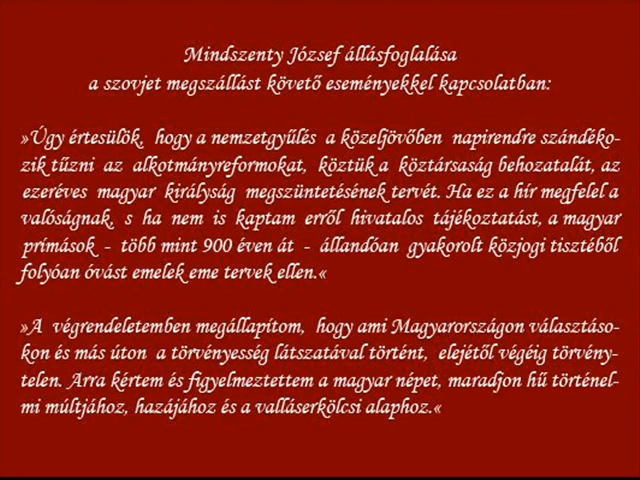 Mindszenty József állásfoglalása
a szovjet megszállást követő eseményekkel kapcsolatban:
»Úgy értesülök, hogy a nemzetgyűlés a közeljövőben napirendre szándéko-
zik tűzni az alkotmányreformokat, köztük a köztársaság behozatalát, az
ezeréves magyar királyság megszüntetésének tervét. Ha ez a hír megfelel a
valóságnak, s ha nem is kaptam erről hivatalos tájékoztatást, a magyar
prímások - több mint 900 éven át - állandóan gyakorolt közjogi tisztéből
folyóan óvást emelek eme tervek ellen.«
»A végrendeletemben megállapítom, hogy ami Magyarországon választáso-
kon és más úton a törvényesség látszatával történt, elejétől végéig törvény-
telen. Arra kértem és figyelmeztettem a magyar népet, maradjon hű történel-
mi múltjához, hazájához és a valláserkölcsi alaphoz.«